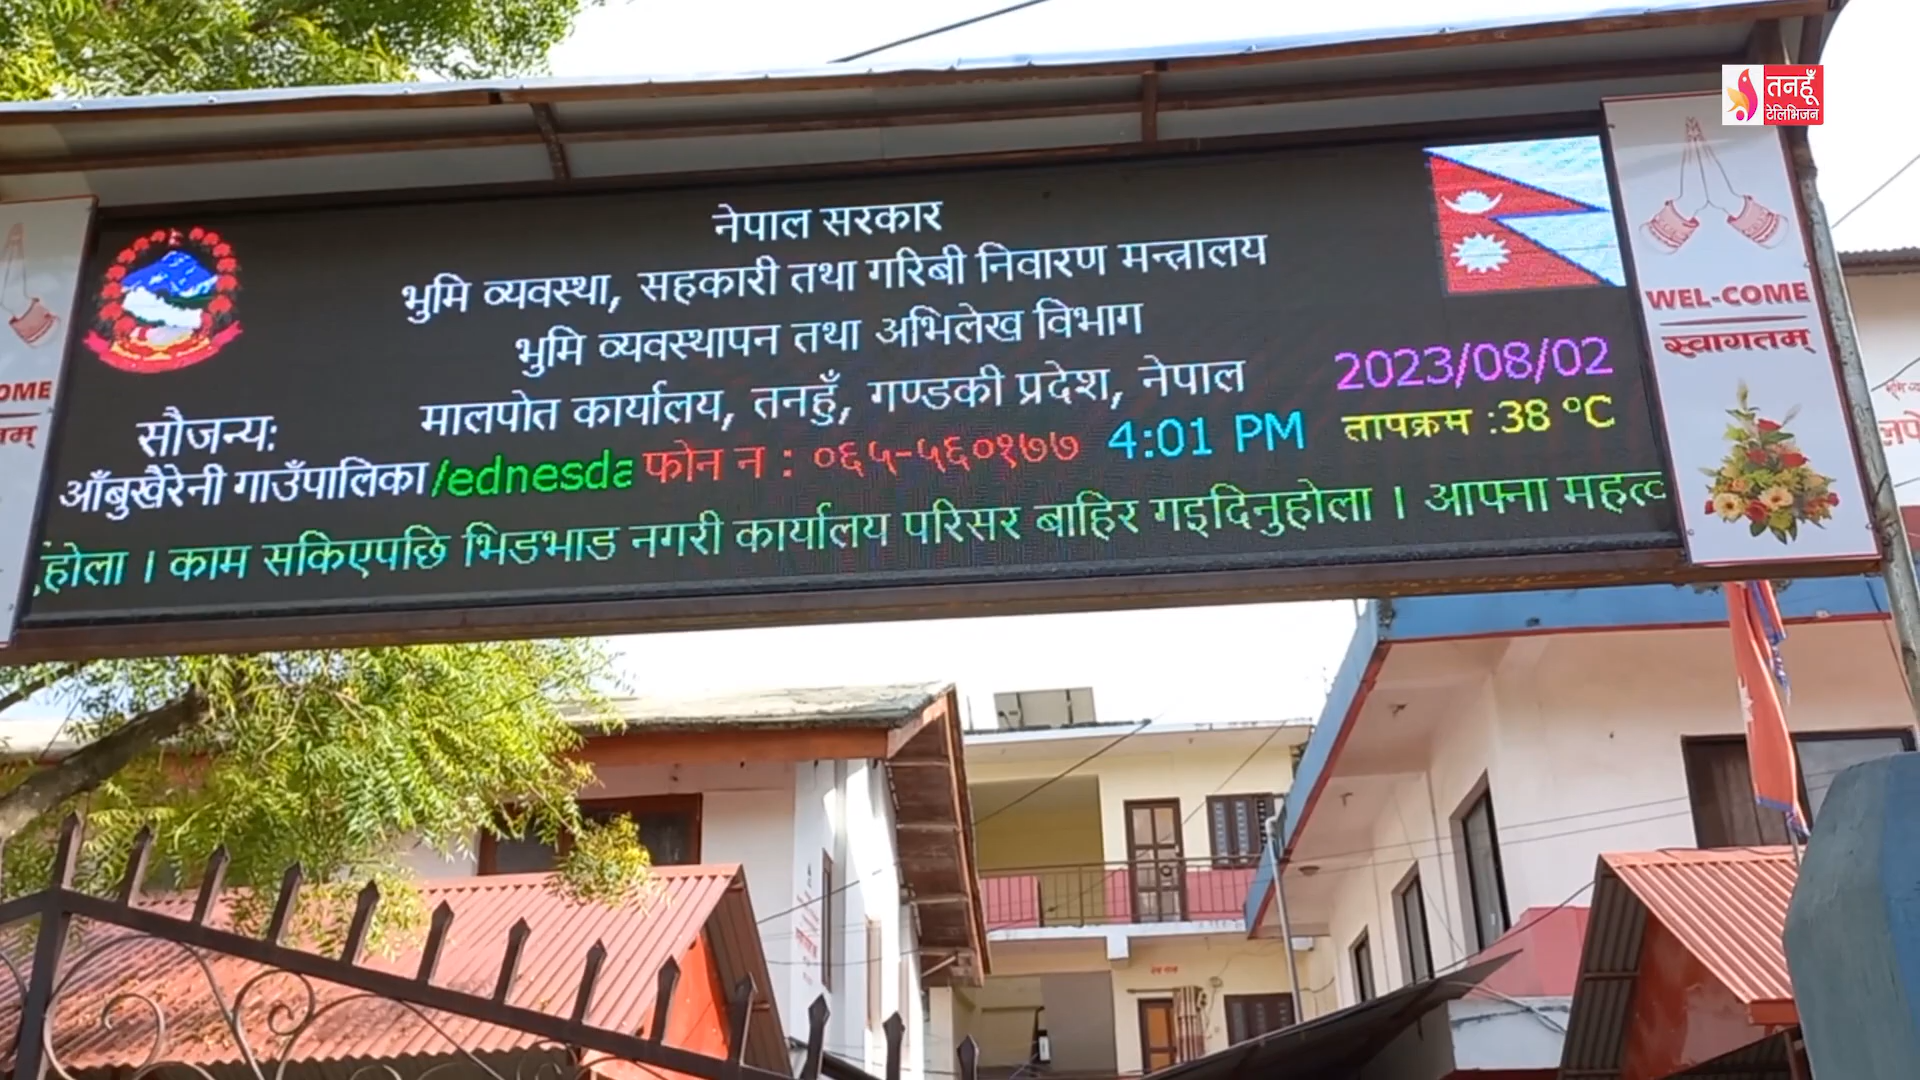 तनहूँ
टेलिभिजन
नेपाल सरकार
भुमि व्यवस्था, सहकारी तथा गरिबी निवारण मन्त्रालय
भुमि व्यवस्थापन तथा अभिलेख विभाग
मालपोत कार्यालय, तनहुँ, गण्डकी प्रदेश, नेपाल
2023/08/02
सौजन्य:
आँबुखैरेनी गाउँपालिका
/ednesda
फोन न : ०६५-५६०१७७
4:01 PM
तापक्रम :38 °C
होला । काम सकिएपछि भिडभाड नगरी कार्यालय परिसर बाहिर गइदिनुहोला । आफ्ना महत्व
WEL-COME
स्वागतम्
OME
तम्